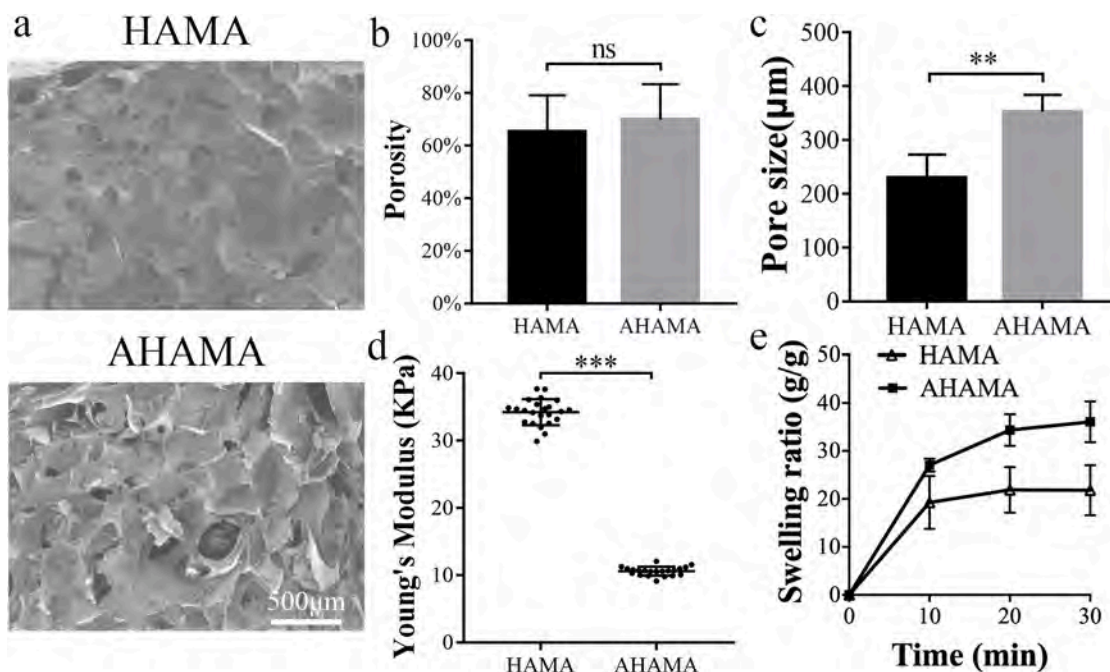 a
HAMA
AHAMA
500μm
b
100%
80%
60%
40%
20%
0%
Porosity
ns
HAMA AHAMA
c
500
400
300
200
100
0
Pore size(μm)
**
HAMA AHAMA
d
40
30
20
10
0
Young's Modulus (KPa)
***
HAMA AHAMA
e
50
40
30
20
10
0
Swelling ratio (g/g)
HAMA
AHAMA
0 10 20 30
Time (min)